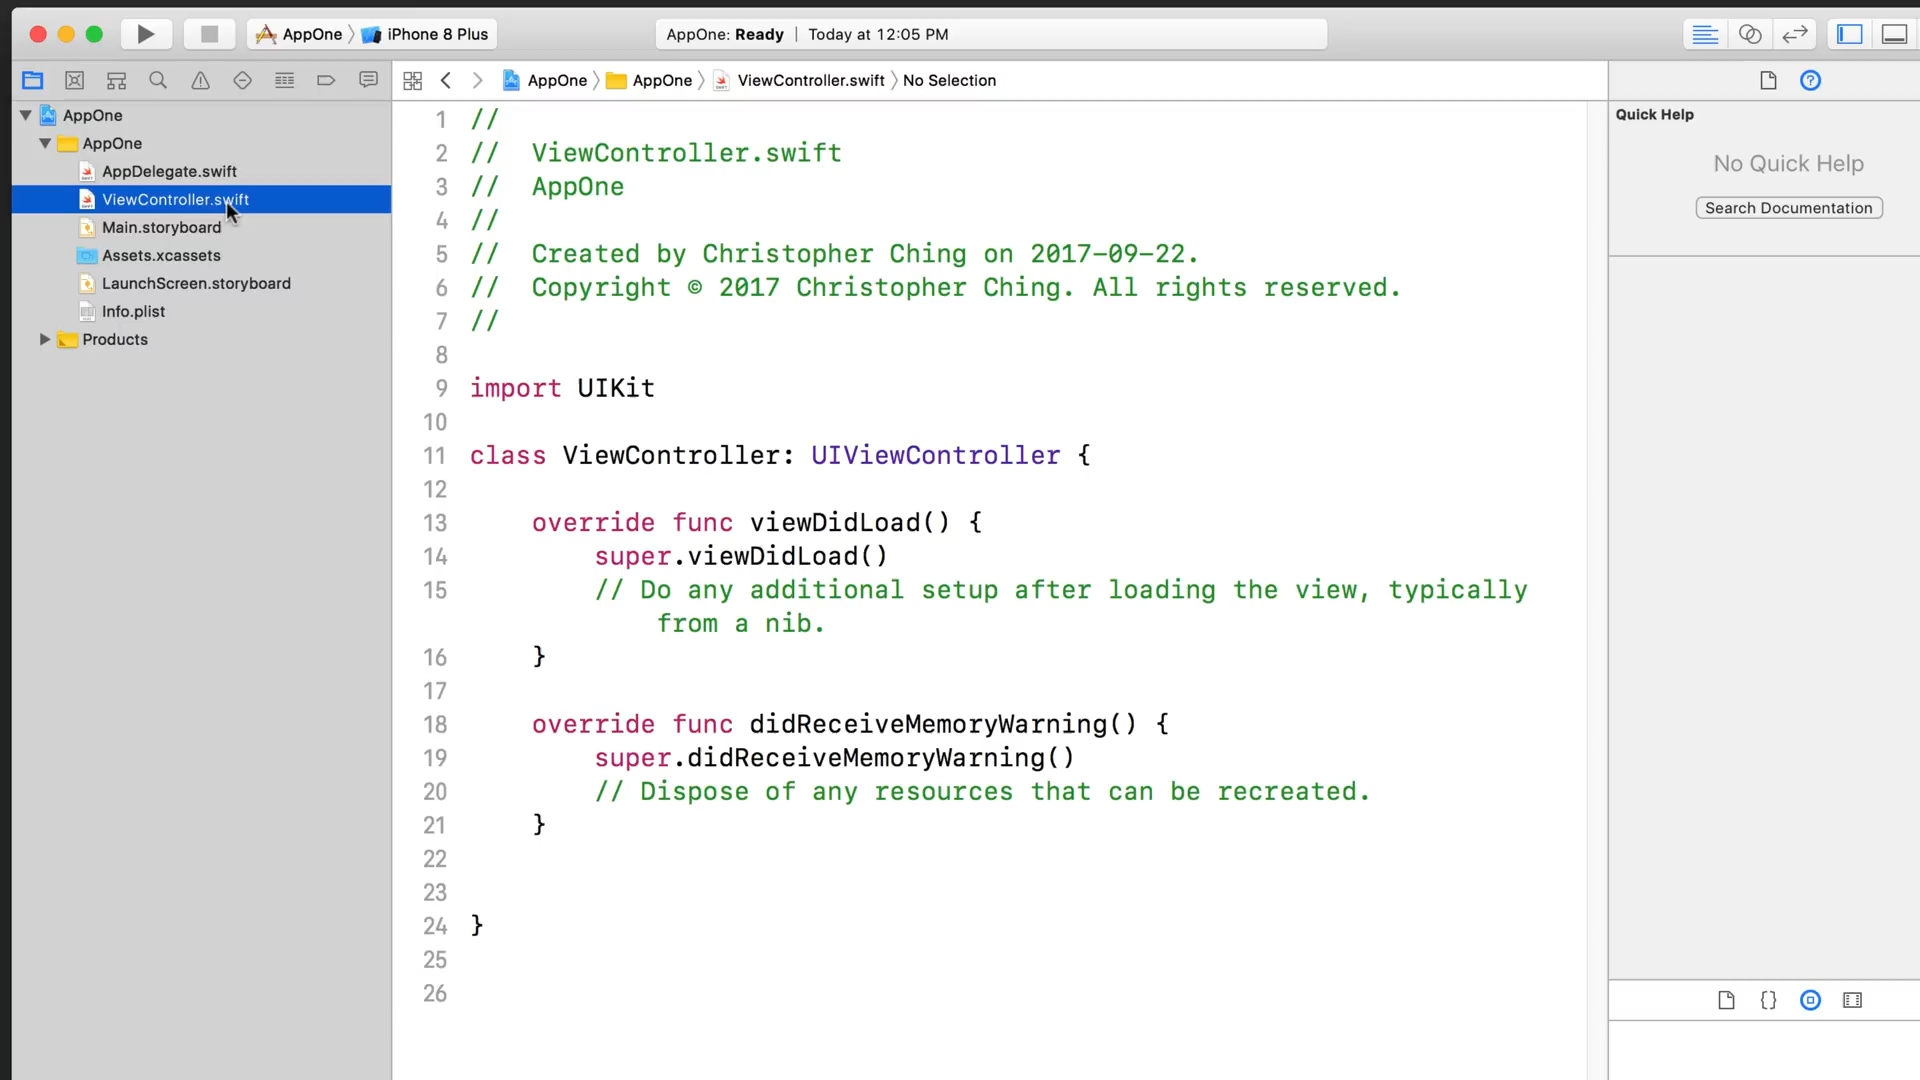 AppOne 〉 iPhone 8 Plus
AppOne: Ready | Today at 12:05 PM
AppOne 〉 AppOne 〉 ViewController.swift 〉 No Selection
AppOne
AppOne
AppDelegate.swift
ViewController.swift
Main.storyboard
Assets.xcassets
LaunchScreen.storyboard
Info.plist
Products
1 //
2 //  ViewController.swift
3 //  AppOne
4 //
5 //  Created by Christopher Ching on 2017-09-22.
6 //  Copyright © 2017 Christopher Ching. All rights reserved.
7 //
8
9 import UIKit
10
11 class ViewController: UIViewController {
12
13     override func viewDidLoad() {
14         super.viewDidLoad()
15         // Do any additional setup after loading the view, typically
from a nib.
16     }
17
18     override func didReceiveMemoryWarning() {
19         super.didReceiveMemoryWarning()
20         // Dispose of any resources that can be recreated.
21     }
22
23
24 }
25
26
Quick Help
No Quick Help
Search Documentation